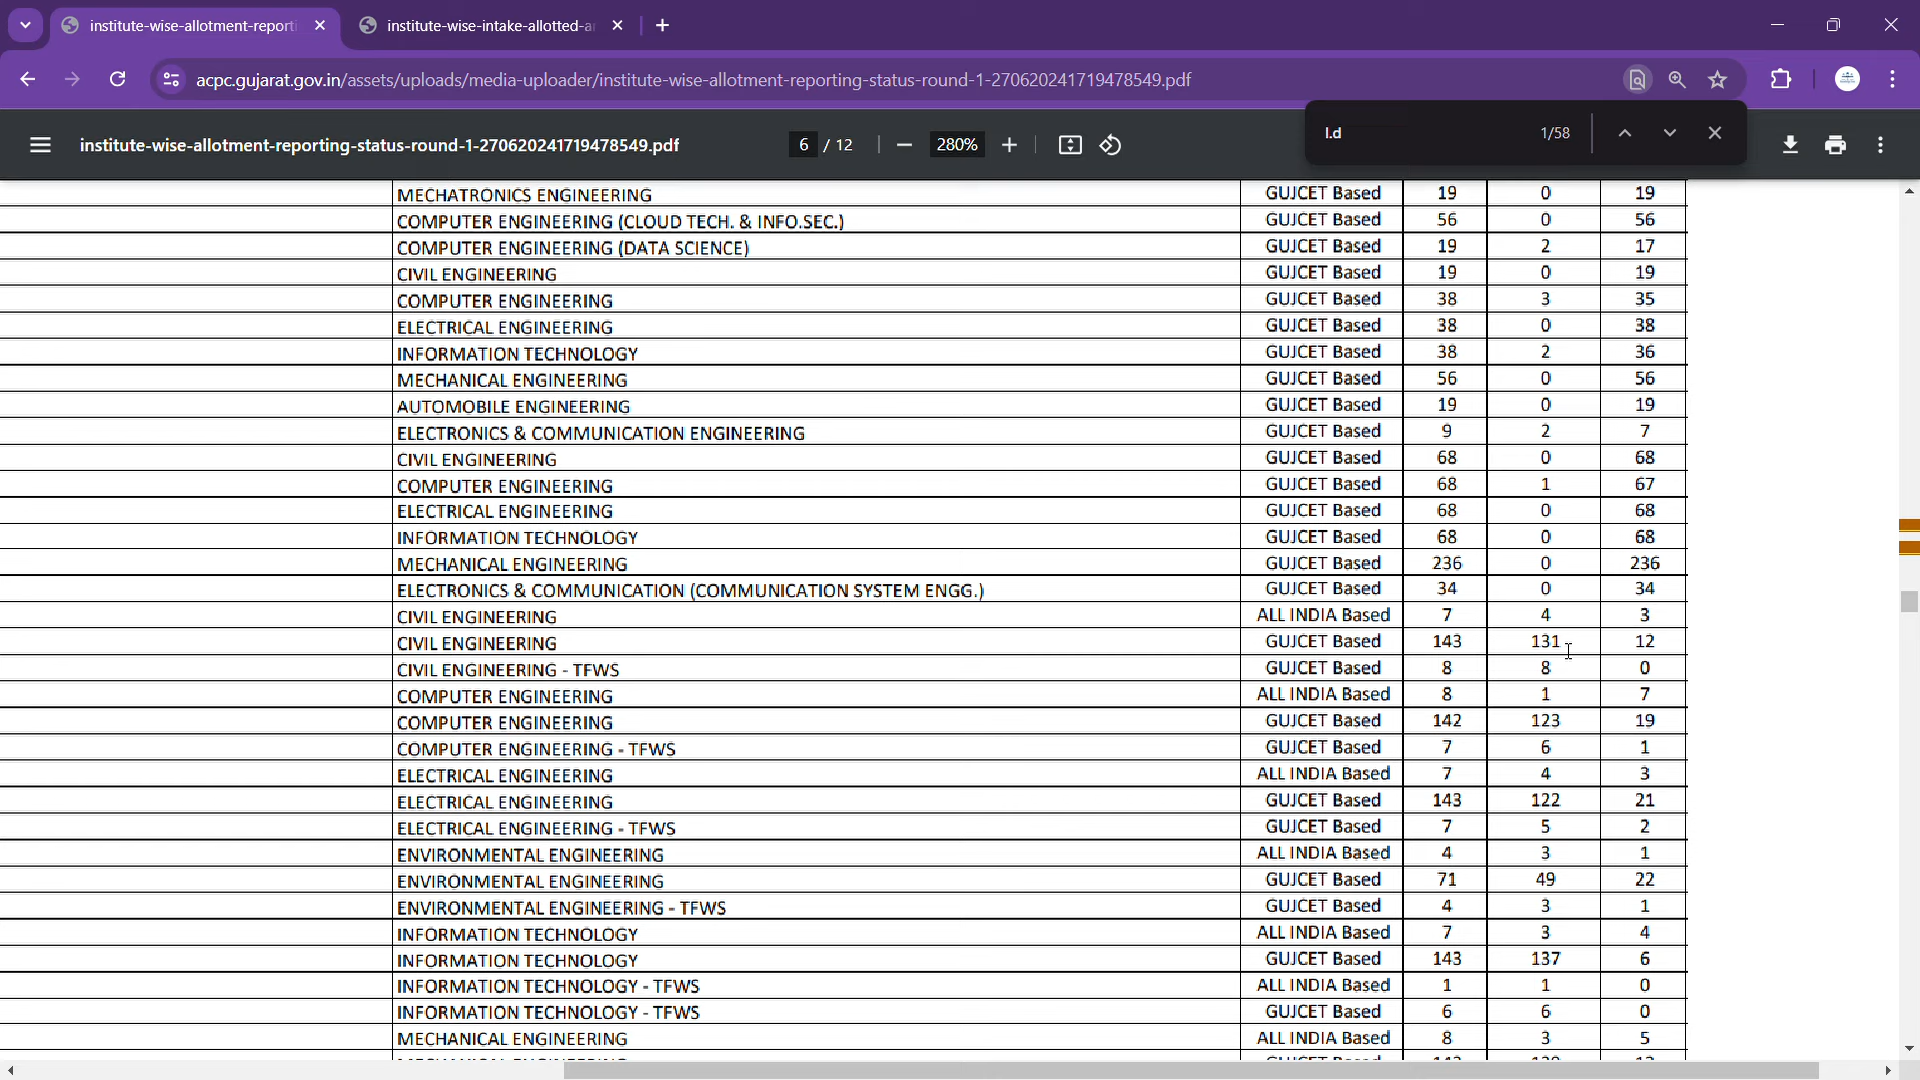 institute-wise-allotment-reporti
institute-wise-intake-allotted-a
acpc.gujarat.gov.in/assets/uploads/media-uploader/institute-wise-allotment-reporting-status-round-1-270620241719478549.pdf
institute-wise-allotment-reporting-status-round-1-270620241719478549.pdf 6 / 12 280% l.d 1/58
MECHATRONICS ENGINEERING GUJCET Based 19 0 19
COMPUTER ENGINEERING (CLOUD TECH. & INFO.SEC.) GUJCET Based 56 0 56
COMPUTER ENGINEERING (DATA SCIENCE) GUJCET Based 19 2 17
CIVIL ENGINEERING GUJCET Based 19 0 19
COMPUTER ENGINEERING GUJCET Based 38 3 35
ELECTRICAL ENGINEERING GUJCET Based 38 0 38
INFORMATION TECHNOLOGY GUJCET Based 38 2 36
MECHANICAL ENGINEERING GUJCET Based 56 0 56
AUTOMOBILE ENGINEERING GUJCET Based 19 0 19
ELECTRONICS & COMMUNICATION ENGINEERING GUJCET Based 9 2 7
CIVIL ENGINEERING GUJCET Based 68 0 68
COMPUTER ENGINEERING GUJCET Based 68 1 67
ELECTRICAL ENGINEERING GUJCET Based 68 0 68
INFORMATION TECHNOLOGY GUJCET Based 68 0 68
MECHANICAL ENGINEERING GUJCET Based 236 0 236
ELECTRONICS & COMMUNICATION (COMMUNICATION SYSTEM ENGG.) GUJCET Based 34 0 34
CIVIL ENGINEERING ALL INDIA Based 7 4 3
CIVIL ENGINEERING GUJCET Based 143 131 12
CIVIL ENGINEERING - TFWS GUJCET Based 8 8 0
COMPUTER ENGINEERING ALL INDIA Based 8 1 7
COMPUTER ENGINEERING GUJCET Based 142 123 19
COMPUTER ENGINEERING - TFWS GUJCET Based 7 6 1
ELECTRICAL ENGINEERING ALL INDIA Based 7 4 3
ELECTRICAL ENGINEERING GUJCET Based 143 122 21
ELECTRICAL ENGINEERING - TFWS GUJCET Based 7 5 2
ENVIRONMENTAL ENGINEERING ALL INDIA Based 4 3 1
ENVIRONMENTAL ENGINEERING GUJCET Based 71 49 22
ENVIRONMENTAL ENGINEERING - TFWS GUJCET Based 4 3 1
INFORMATION TECHNOLOGY ALL INDIA Based 7 3 4
INFORMATION TECHNOLOGY GUJCET Based 143 137 6
INFORMATION TECHNOLOGY - TFWS ALL INDIA Based 1 1 0
INFORMATION TECHNOLOGY - TFWS GUJCET Based 6 6 0
MECHANICAL ENGINEERING ALL INDIA Based 8 3 5